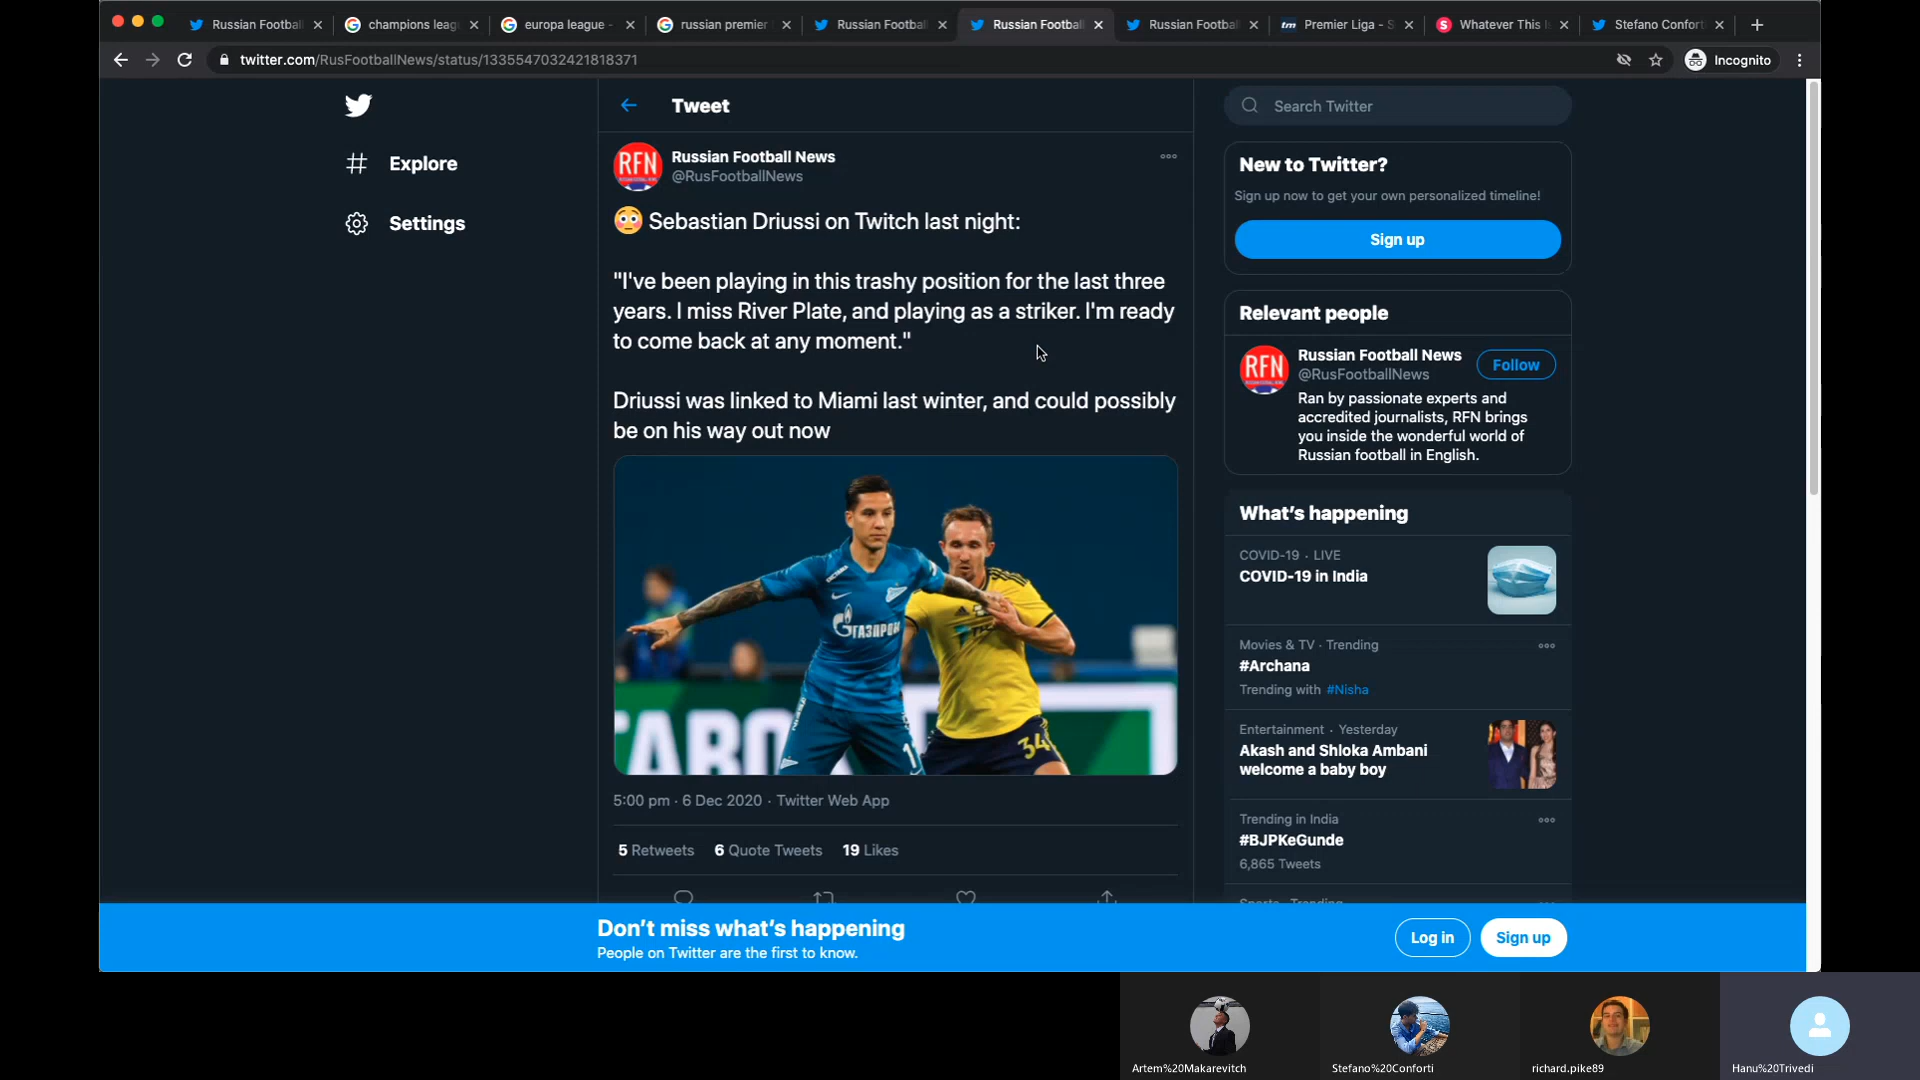 Russian Football
champions leag
europa league -
russian premier
Russian Football
Russian Football
Russian Football
tm Premier Liga - S
S Whatever This I
Stefano Confort
twitter.com/RusFootballNews/status/1335547032421818371
Incognito
Explore
Settings
Tweet
RFN
Russian Football News
@RusFootballNews
Sebastian Driussi on Twitch last night:
"I've been playing in this trashy position for the last three
years. I miss River Plate, and playing as a striker. I'm ready
to come back at any moment."
Driussi was linked to Miami last winter, and could possibly
be on his way out now
ГАЗПРОМ
34
5:00 pm · 6 Dec 2020 · Twitter Web App
5 Retweets 6 Quote Tweets 19 Likes
Search Twitter
New to Twitter?
Sign up now to get your own personalized timeline!
Sign up
Relevant people
RFN
Russian Football News
@RusFootballNews
Follow
Ran by passionate experts and
accredited journalists, RFN brings
you inside the wonderful world of
Russian football in English.
What's happening
COVID-19 · LIVE
COVID-19 in India
Movies & TV · Trending
#Archana
Trending with #Nisha
Entertainment · Yesterday
Akash and Shloka Ambani
welcome a baby boy
Trending in India
#BJPKeGunde
6,865 Tweets
Don't miss what's happening
People on Twitter are the first to know.
Log in
Sign up
Artem%20Makarevitch
Stefano%20Conforti
richard.pike89
Hanu%20Trivedi